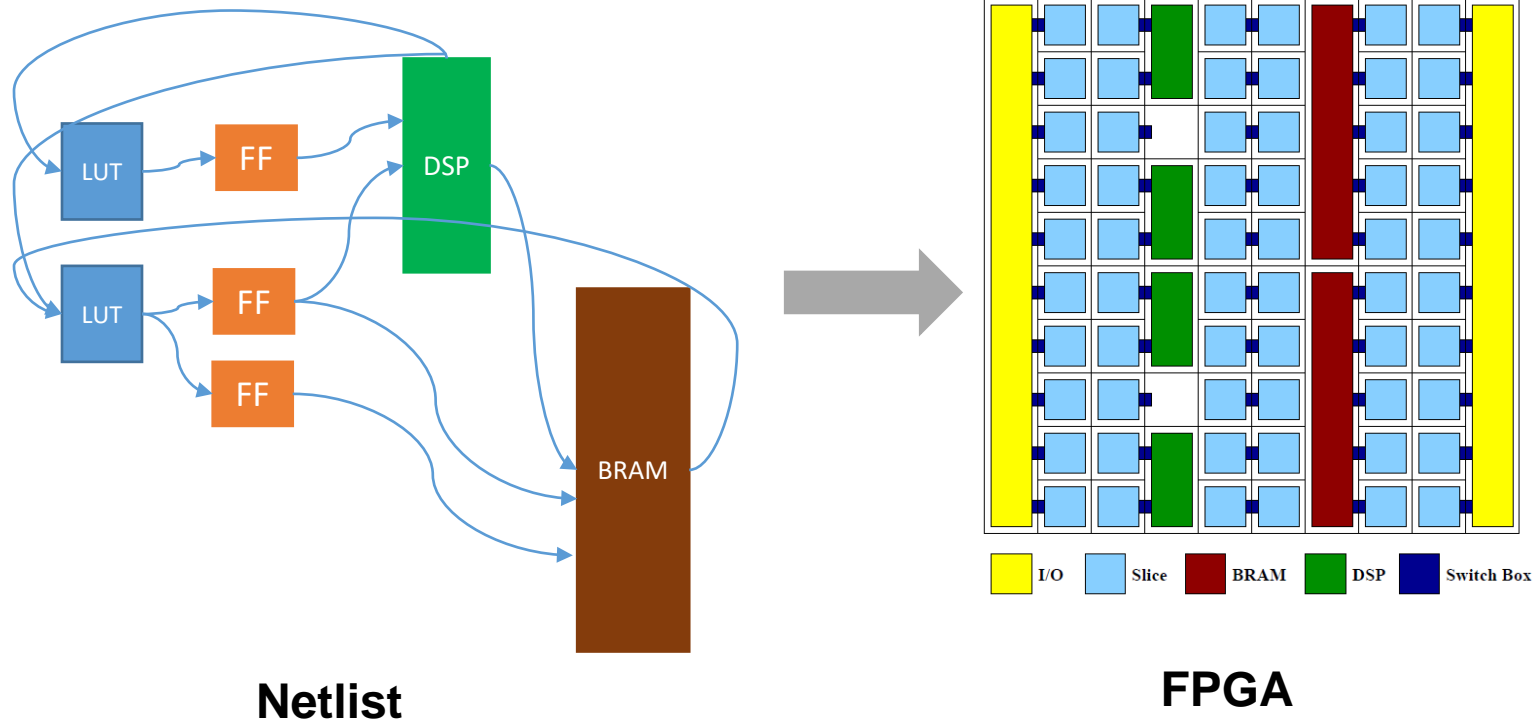 LUT
FF
DSP
LUT
FF
FF
BRAM
Netlist
I/O
Slice
BRAM
DSP
Switch Box
FPGA